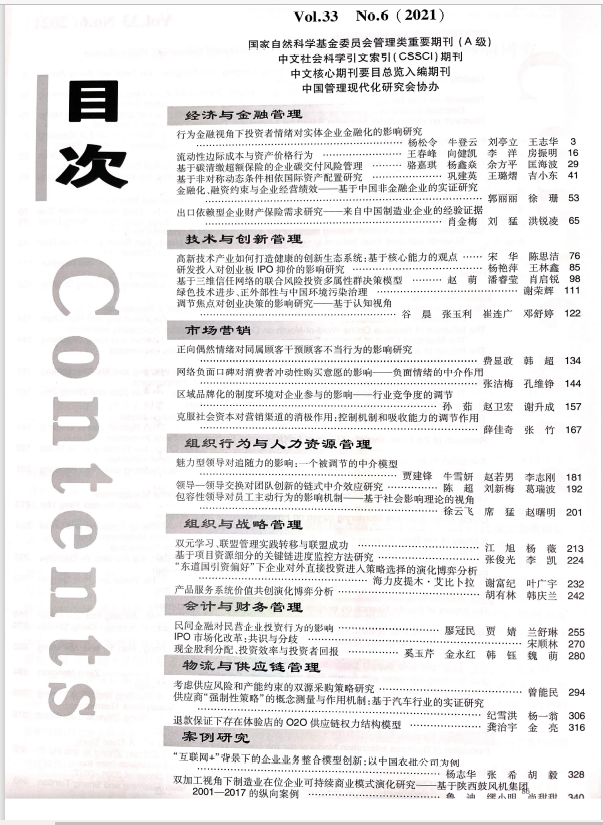 Vol.33 No.6 (2021)
国家自然科学基金委员会管理类重要期刊(A级)
中文社会科学引文索引(CSSCI)期刊
中文核心期刊要目总览入编期刊
中国管理现代化研究会协办
目次
Contents
经济与金融管理
行为金融视角下投资者情绪对实体企业金融化的影响研究
杨松令 牛登云 刘亭立 王志华 3
流动性边际成本与资产价格行为 王春峰 向健凯 李洋 房振明 16
基于碳清缴超额保险的企业碳交付风险管理 骆嘉琪 杨鑫焱 余方平 匡海波 29
基于非对称动态条件相依国际资产配置研究 巩建英 王璐熠 吉小东 41
金融化、融资约束与企业经营绩效——基于中国非金融企业的实证研究
郭丽丽 徐珊 53
出口依赖型企业财产保险需求研究——来自中国制造业企业的经验证据
肖金梅 刘猛 洪锐凌 65
技术与创新管理
高新技术产业如何打造健康的创新生态系统:基于核心能力的观点 宋华 陈思洁 76
研发投入对创业板IPO抑价的影响研究 杨艳萍 王林鑫 85
基于三维信任网络的联合风险投资多属性群决策模型 赵萌 潘睿莹 肖启锐 98
绿色技术进步、正外部性与中国环境污染治理 谢荣辉 111
调节焦点对创业决策的影响研究——基于认知视角
谷晨 张玉利 崔连广 邓舒婷 122
市场营销
正向偶然情绪对同属顾客干预顾客不当行为的影响研究
费显政 韩超 134
网络负面口碑对消费者冲动性购买意愿的影响——负面情绪的中介作用
张洁梅 孔维铮 144
区域品牌化的制度环境对企业参与的影响——行业竞争度的调节
孙茹 赵卫宏 谢升成 157
克服社会资本对营销渠道的消极作用:控制机制和吸收能力的调节作用
薛佳奇 张竹 167
组织行为与人力资源管理
魅力型领导对追随力的影响:一个被调节的中介模型
贾建锋 牛雪妍 赵若男 李志刚 181
领导—领导交换对团队创新的链式中介效应研究 陈超 刘新梅 葛瑞波 192
包容性领导对员工主动行为的影响机制——基于社会影响理论的视角
徐云飞 席猛 赵曙明 201
组织与战略管理
双元学习、联盟管理实践转移与联盟成功 江旭 杨薇 213
基于项目资源细分的关键链进度监控方法研究 张俊光 李凯 224
“东道国引资偏好”下企业对外直接投资进入策略选择的演化博弈分析
海力皮提木·艾比卜拉 谢富纪 叶广宇 232
产品服务系统价值共创演化博弈分析 胡有林 韩庆兰 242
会计与财务管理
民间金融对民营企业投资行为的影响 廖冠民 贾婧 兰舒琳 255
IPO市场化改革:共识与分歧 宋顺林 270
现金股利分配、投资效率与投资者回报 奚玉芹 金永红 韩钰 魏萌 280
物流与供应链管理
考虑供应风险和产能约束的双源采购策略研究 曾能民 294
供应商“强制性策略”的概念测量与作用机制:基于汽车行业的实证研究
纪雪洪 杨一翁 306
退款保证下存在体验店的O2O供应链权力结构模型 龚治宇 金亮 316
案例研究
“互联网+”背景下的企业业务整合模型创新:以中国农批公司为例
杨志华 张希 胡毅 328
双加工视角下制造业在位企业可持续商业模式演化研究——基于陕西鼓风机集团
2001—2017的纵向案例